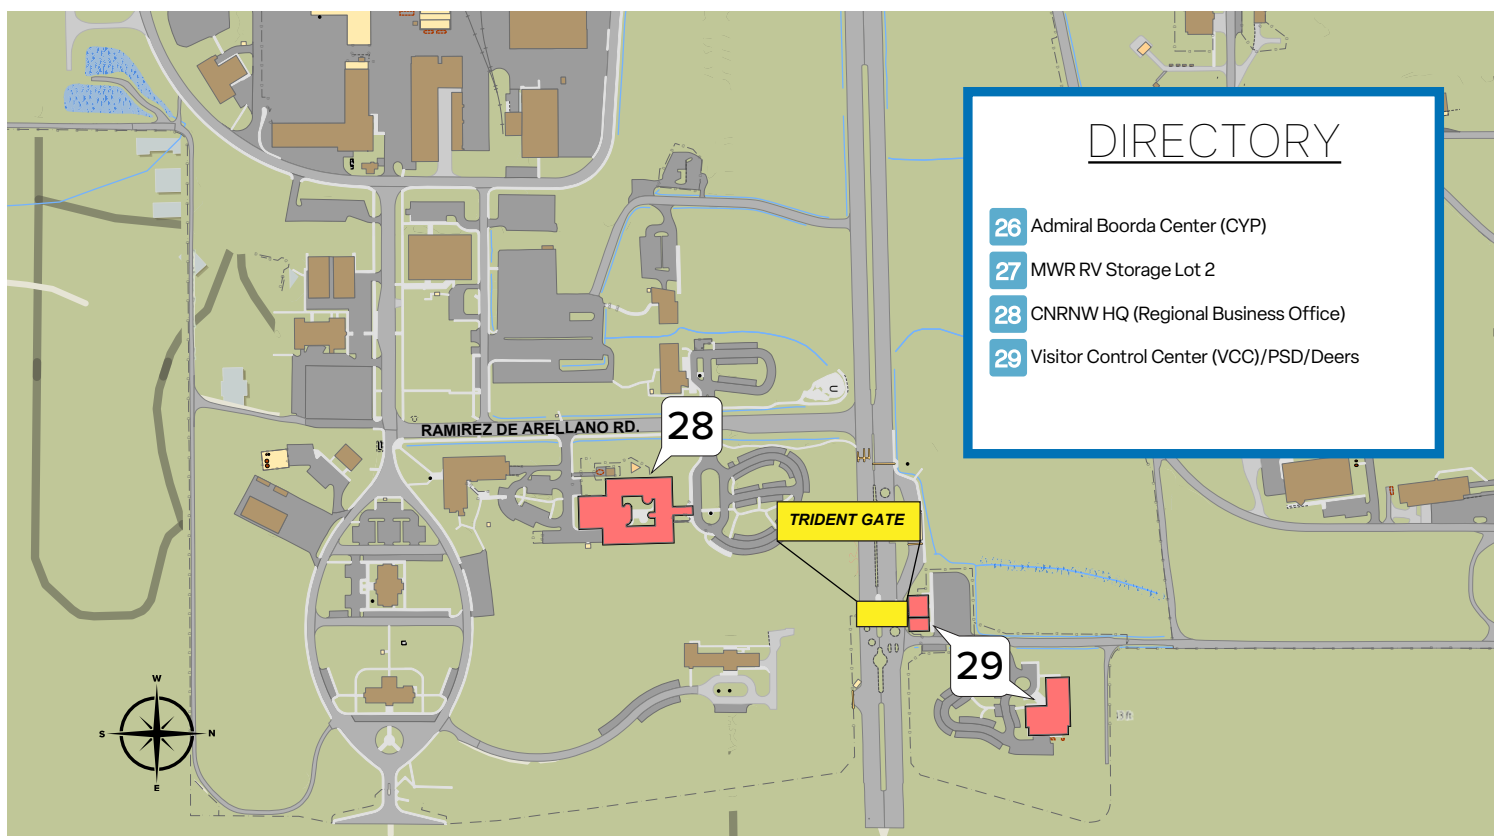 DIRECTORY
26 Admiral Boorda Center (CYP)
27 MWR RV Storage Lot 2
28 CNRNW HQ (Regional Business Office)
29 Visitor Control Center (VCC)/PSD/Deers
RAMIREZ DE ARELLANO RD.
28
TRIDENT GATE
29
W
S N
E